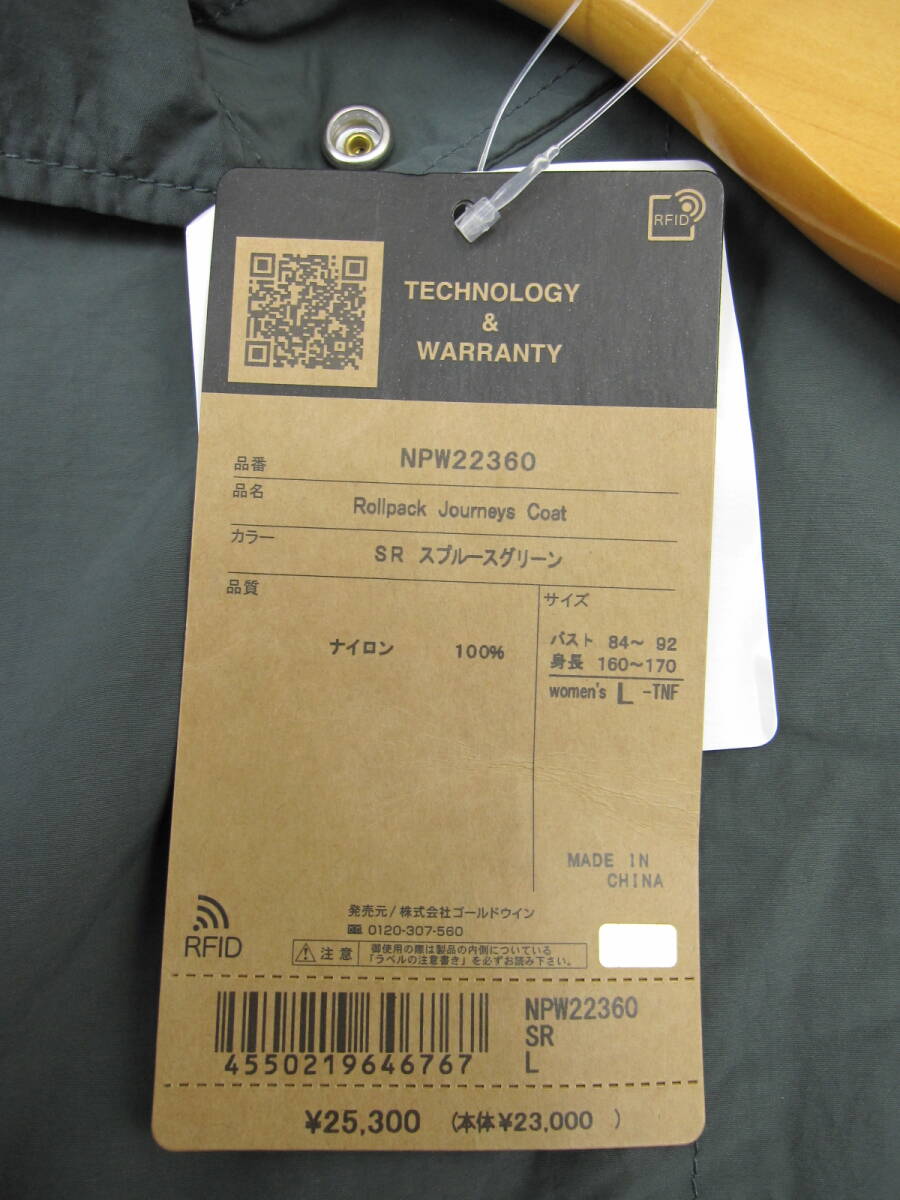 RFID
TECHNOLOGY
&
WARRANTY
品番 NPW22360
品名 Rollpack Journeys Coat
カラー SR スプルースグリーン
品質
ナイロン 100%
サイズ
バスト 84～ 92
身長 160～170
women's L -TNF
MADE IN
CHINA
RFID
発売元/株式会社ゴールドウイン
0120-307-560
注意
御使用の際は製品の内側についている
「ラベルの注意書き」を必ずお読み下さい。
4550219646767
NPW22360
SR
L
¥25,300 (本体¥23,000 )